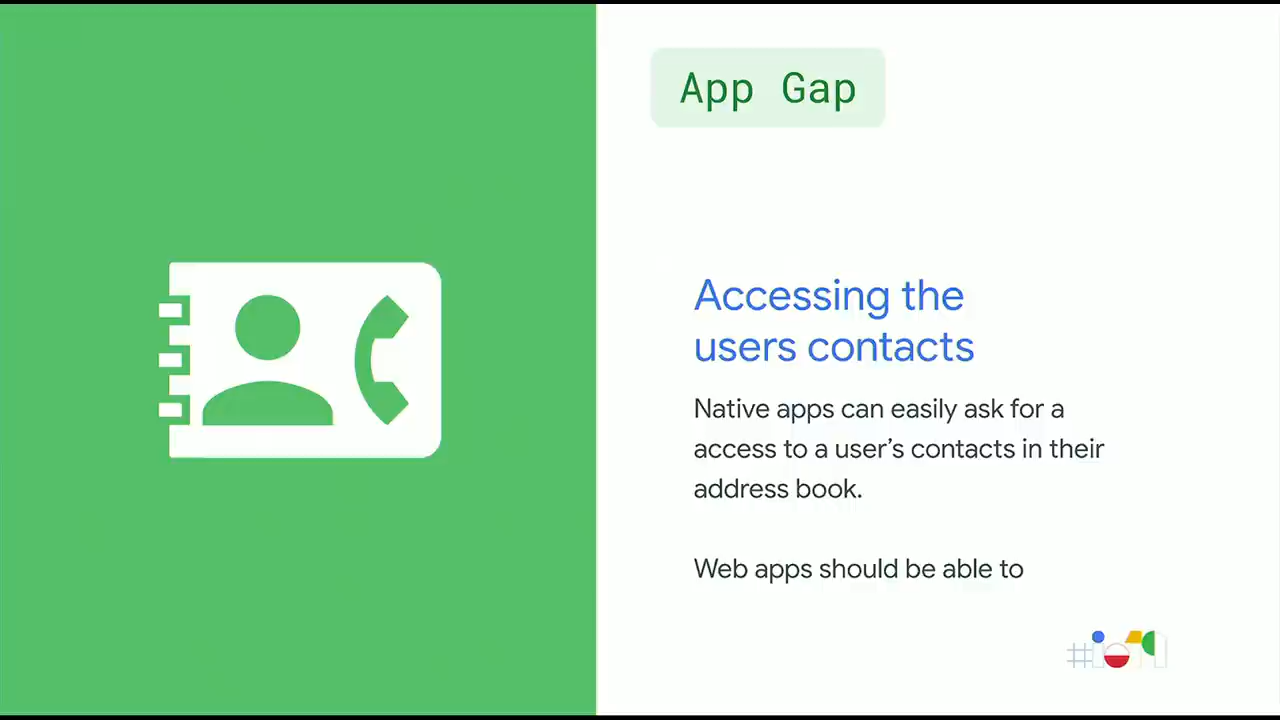 App Gap
Accessing the
users contacts
Native apps can easily ask for a
access to a user’s contacts in their
address book.
Web apps should be able to
#io19